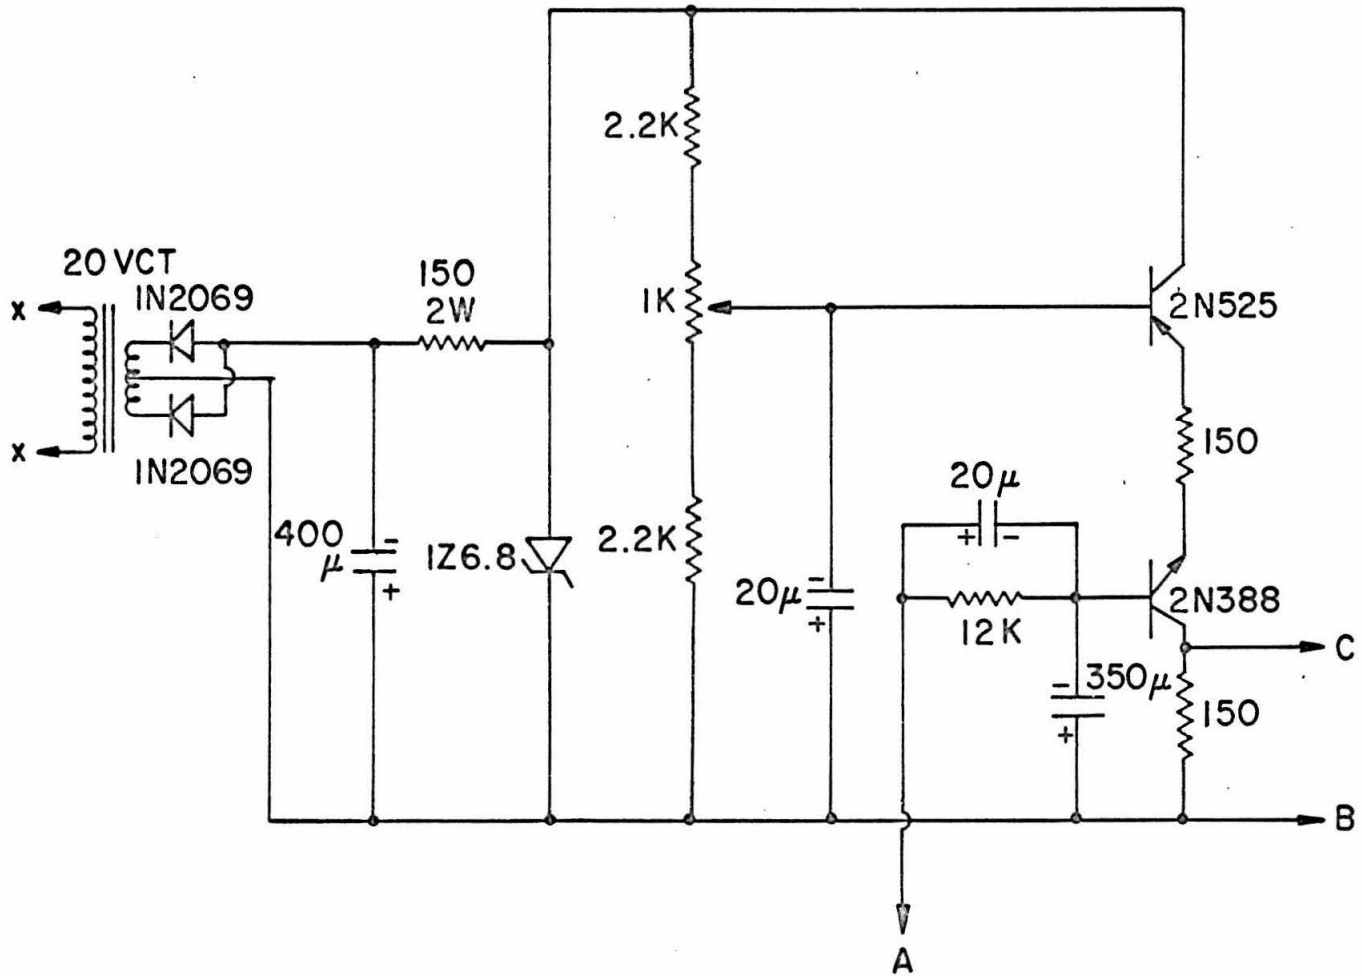 2.2K
20 VCT
1N2069
150
2W
1K
2N525
X
X
1N2069
150
20μ
+ -
400
μ
-
+
1Z6.8
2.2K
20μ
-
+
12K
2N388
C
350μ
-
+
150
B
A